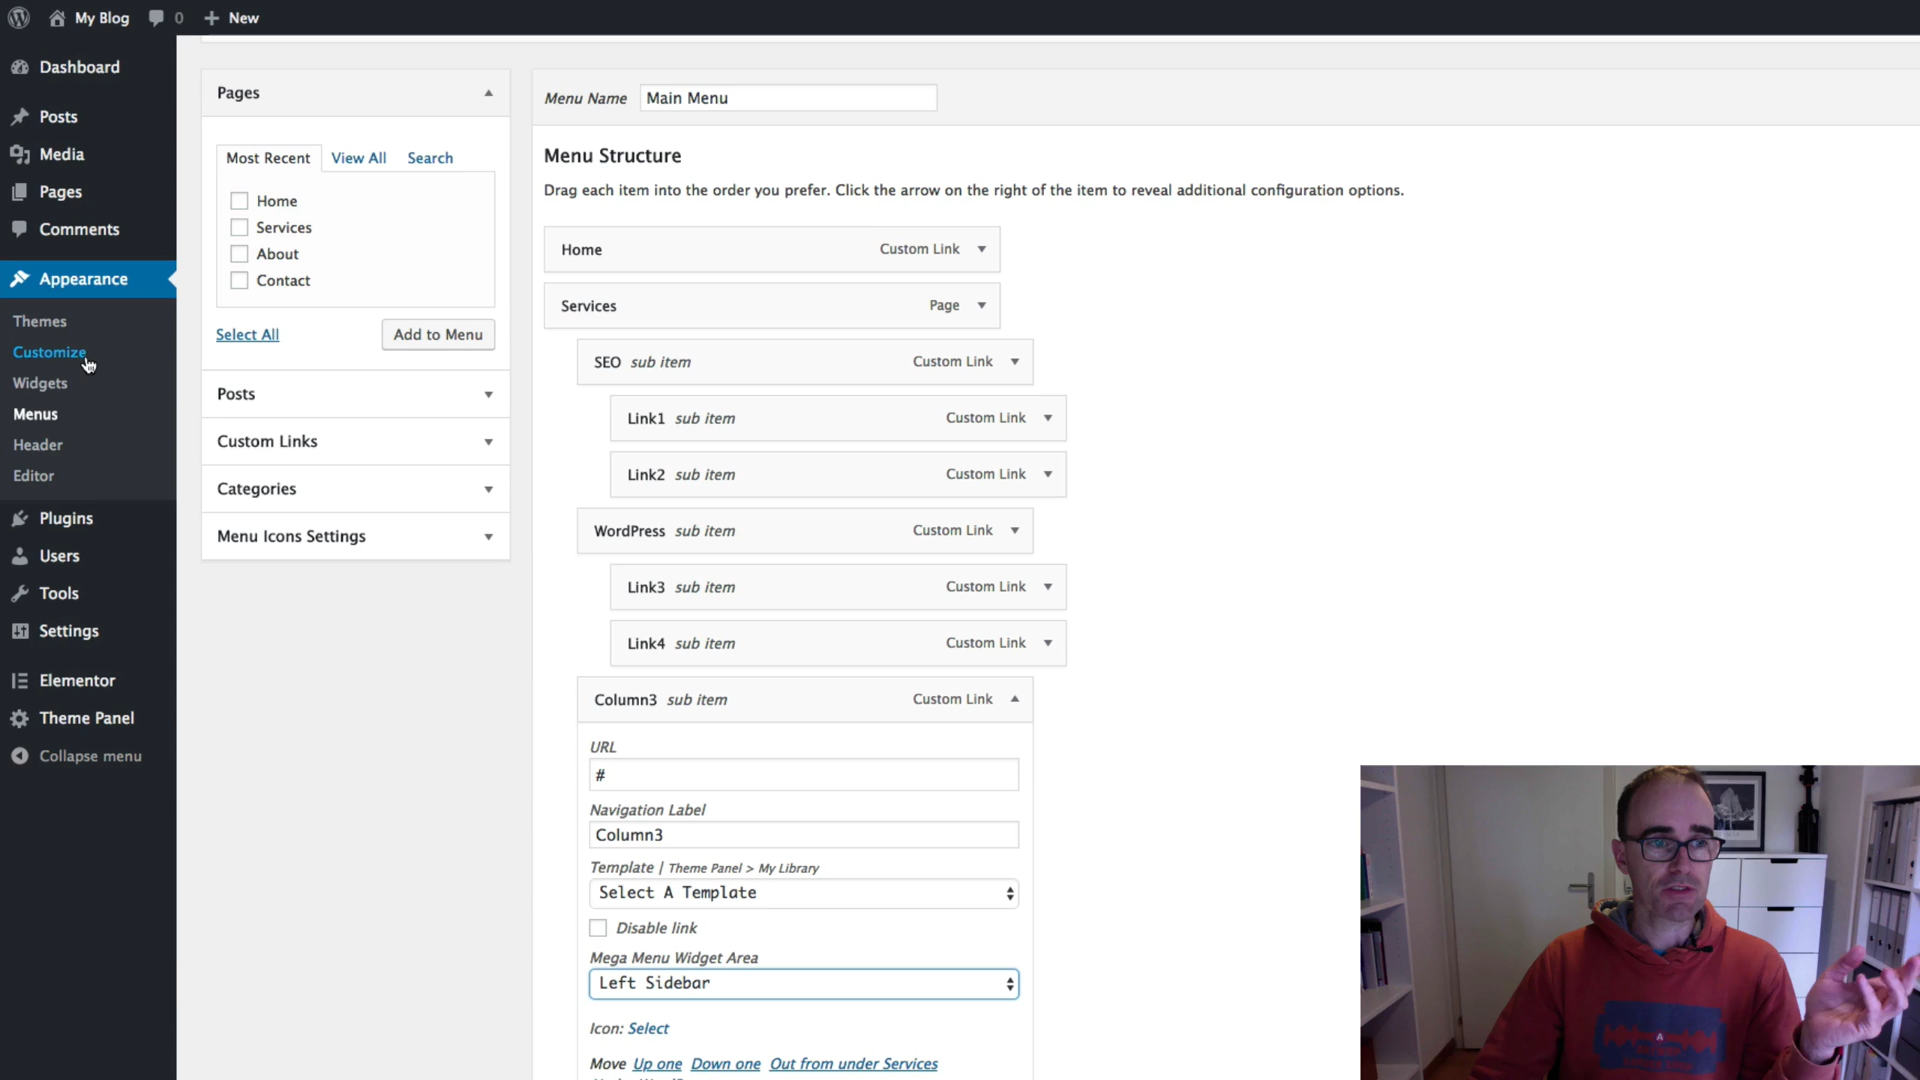 My Blog
0
New
Dashboard
Posts
Media
Pages
Comments
Appearance
Themes
Customize
Widgets
Menus
Header
Editor
Plugins
Users
Tools
Settings
Elementor
Theme Panel
Collapse menu
Pages
Most Recent View All Search
Home
Services
About
Contact
Select All Add to Menu
Posts
Custom Links
Categories
Menu Icons Settings
Menu Name Main Menu
Menu Structure
Drag each item into the order you prefer. Click the arrow on the right of the item to reveal additional configuration options.
Home Custom Link
Services Page
SEO sub item Custom Link
Link1 sub item Custom Link
Link2 sub item Custom Link
WordPress sub item Custom Link
Link3 sub item Custom Link
Link4 sub item Custom Link
Column3 sub item Custom Link
URL
#
Navigation Label
Column3
Template | Theme Panel > My Library
Select A Template
Disable link
Mega Menu Widget Area
Left Sidebar
Icon: Select
Move Up one Down one Out from under Services